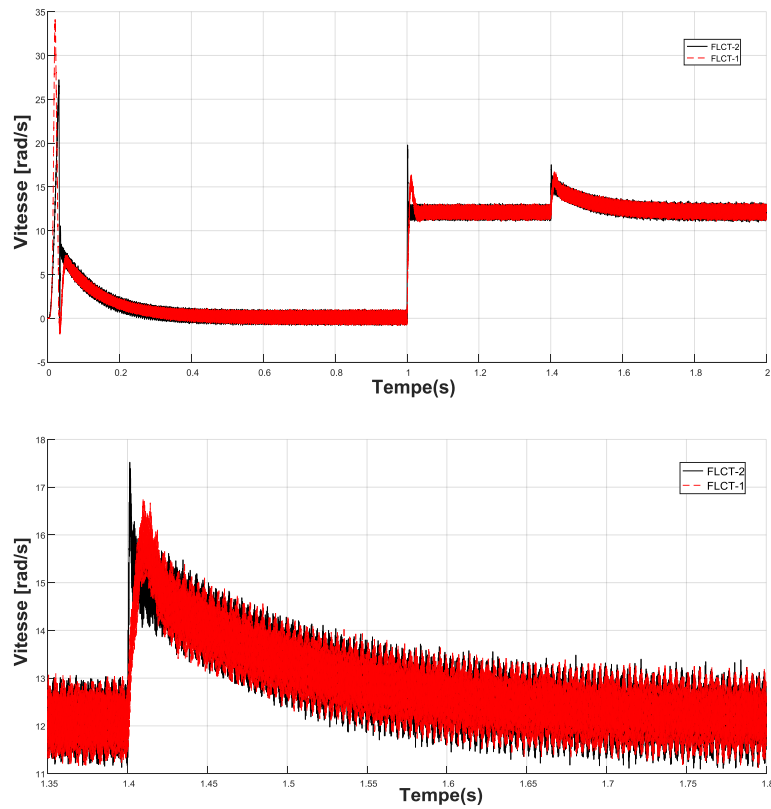 35
30
25
20
15
10
5
0
-5
Vitesse [rad/s]
FLCT-2
FLCT-1
0 0.2 0.4 0.6 0.8 1 1.2 1.4 1.6 1.8 2
Tempe(s)
18
17
16
15
14
13
12
11
Vitesse [rad/s]
FLCT-2
FLCT-1
1.35 1.4 1.45 1.5 1.55 1.6 1.65 1.7 1.75 1.8
Tempe(s)